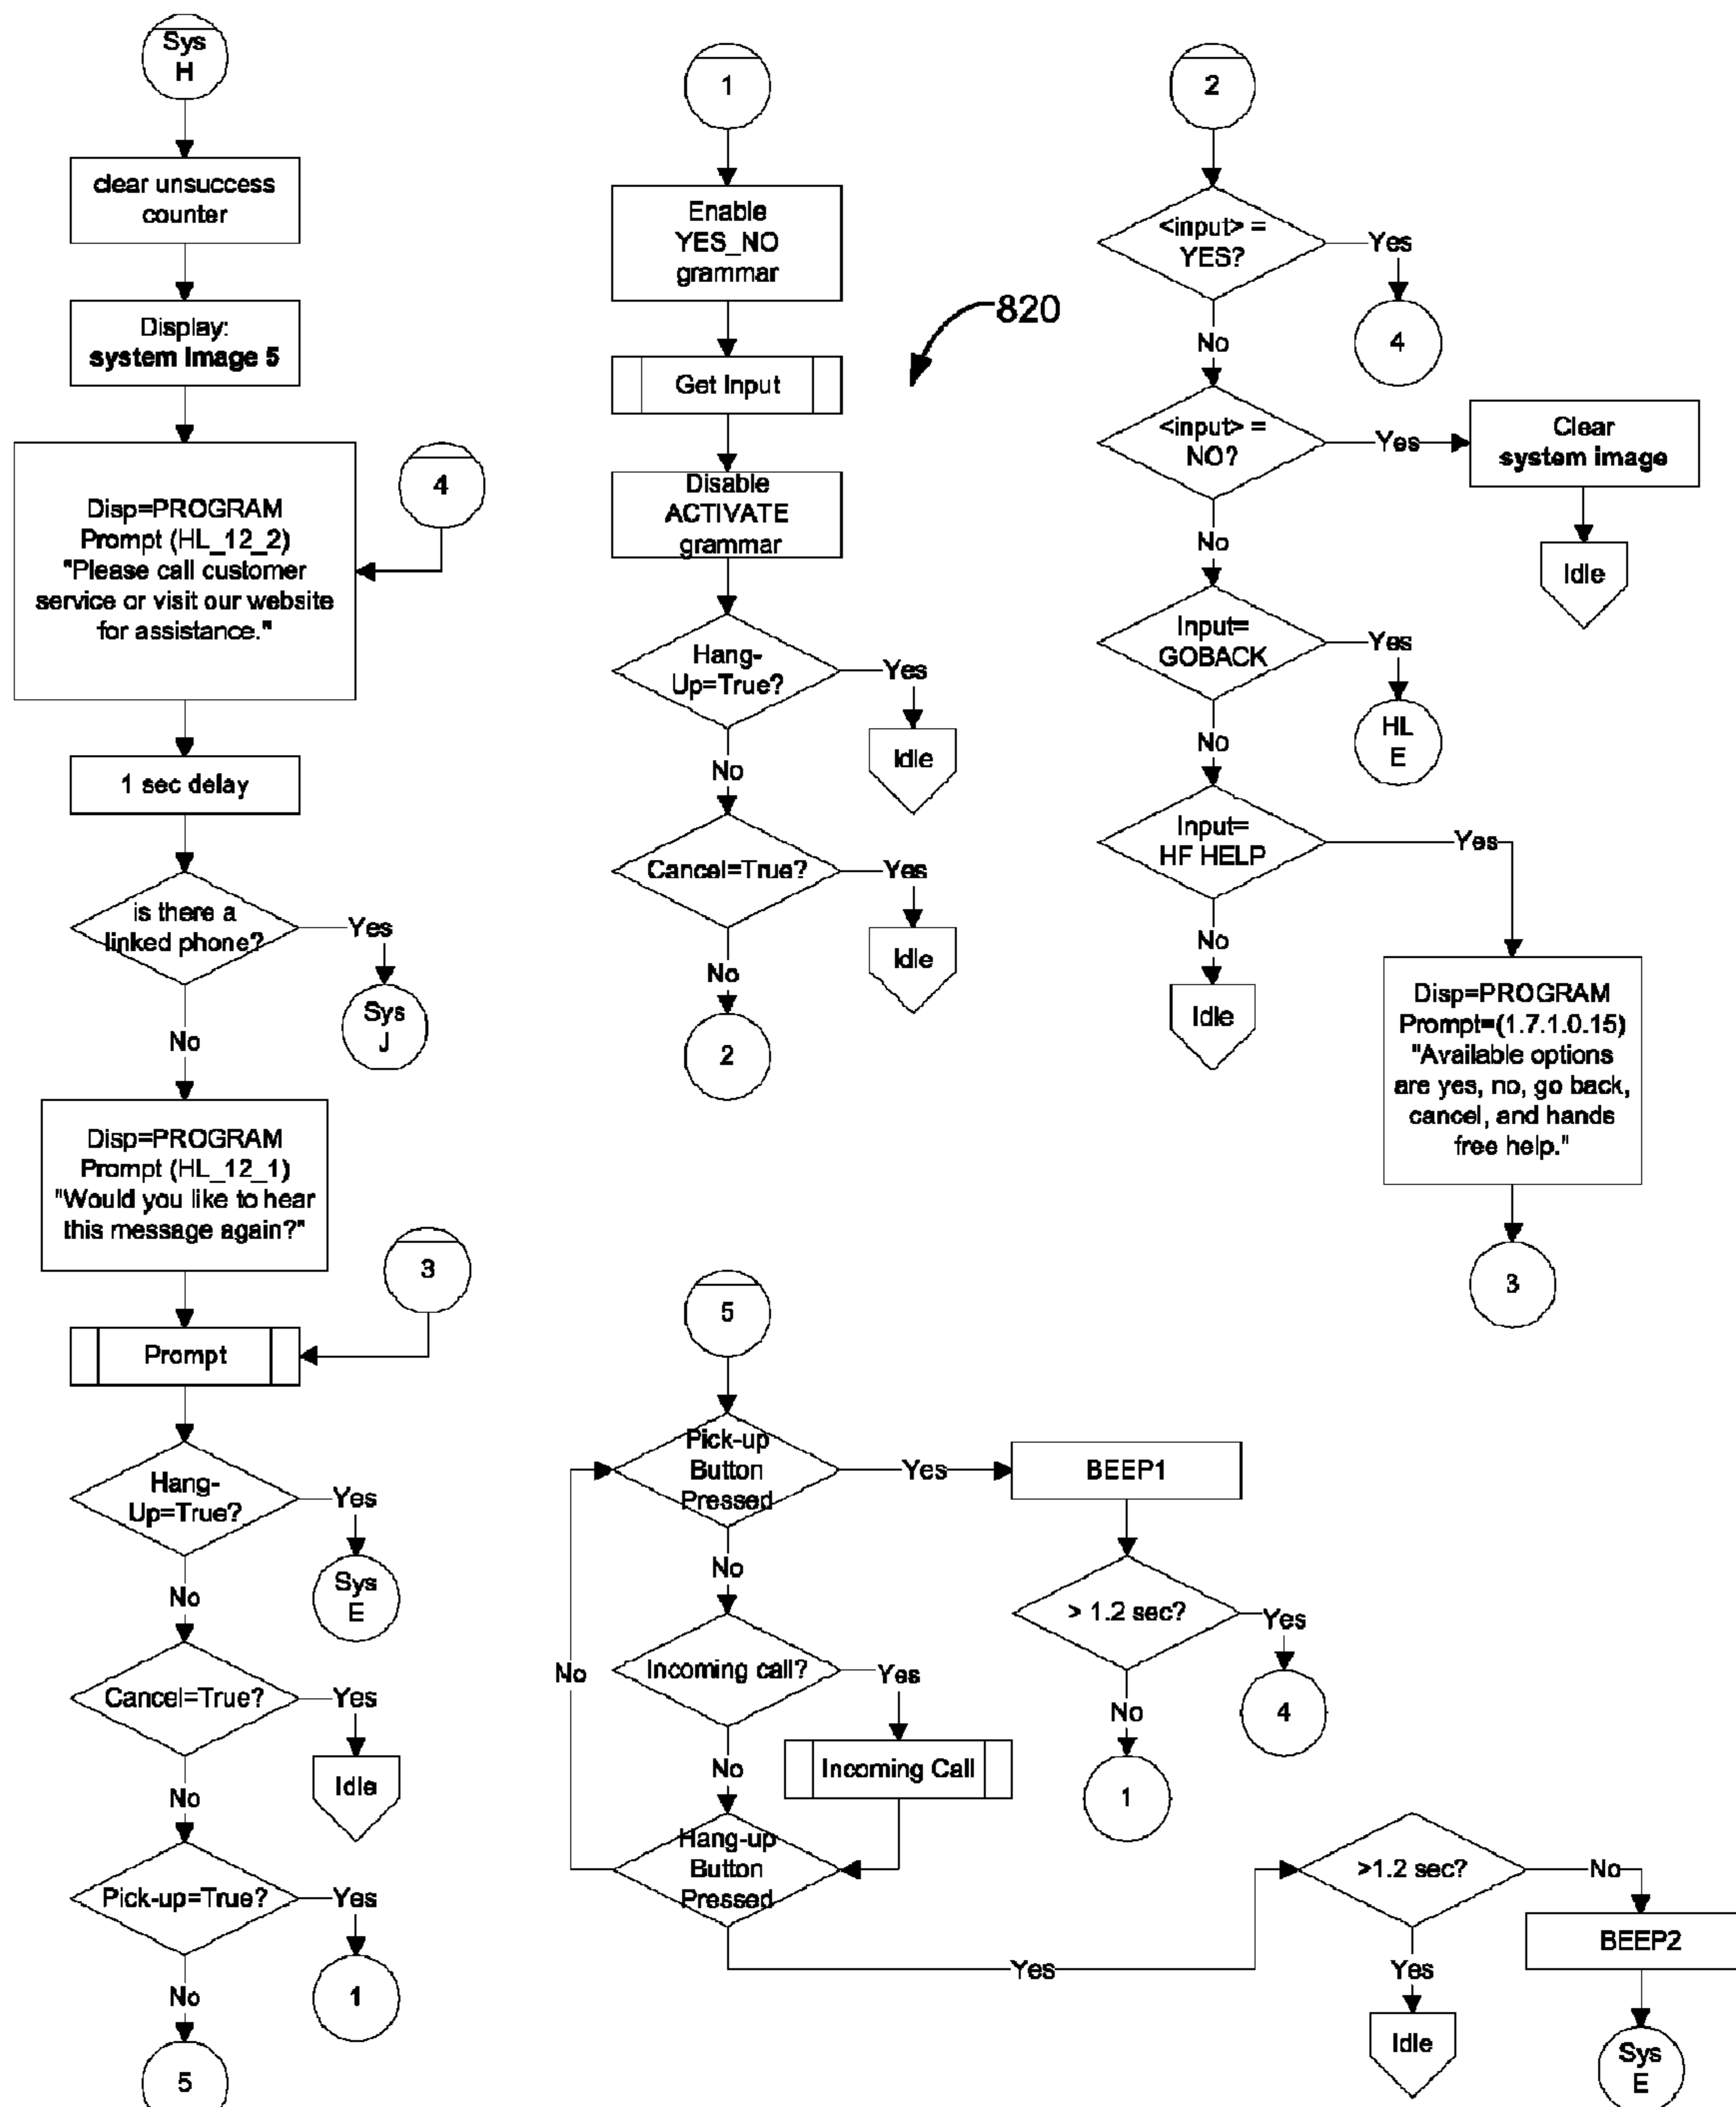 Sys
H
clear unsuccess
counter
Display:
system image 5
Disp=PROGRAM
Prompt (HL_12_2)
"Please call customer
service or visit our website
for assistance."
4
1 sec delay
is there a
linked phone?
Yes
Sys
J
No
Disp=PROGRAM
Prompt (HL_12_1)
"Would you like to hear
this message again?"
3
Prompt
Hang-
Up=True?
Yes
Sys
E
No
Cancel=True?
Yes
Idle
No
Pick-up=True?
Yes
1
No
5
1
Enable
YES_NO
grammar
820
Get Input
Disable
ACTIVATE
grammar
Hang-
Up=True?
Yes
Idle
No
Cancel=True?
Yes
Idle
No
2
2
<input> =
YES?
Yes
4
No
<input> =
NO?
Yes
Clear
system image
Idle
No
Input=
GOBACK
Yes
HL
E
No
Input=
HF HELP
Yes
No
Idle
Disp=PROGRAM
Prompt=(1.7.1.0.15)
"Available options
are yes, no, go back,
cancel, and hands
free help."
3
5
Pick-up
Button
Pressed
Yes
BEEP1
No
> 1.2 sec?
Yes
4
No
1
Incoming call?
Yes
Incoming Call
No
No
Hang-up
Button
Pressed
Yes
>1.2 sec?
No
BEEP2
Yes
Idle
Sys
E